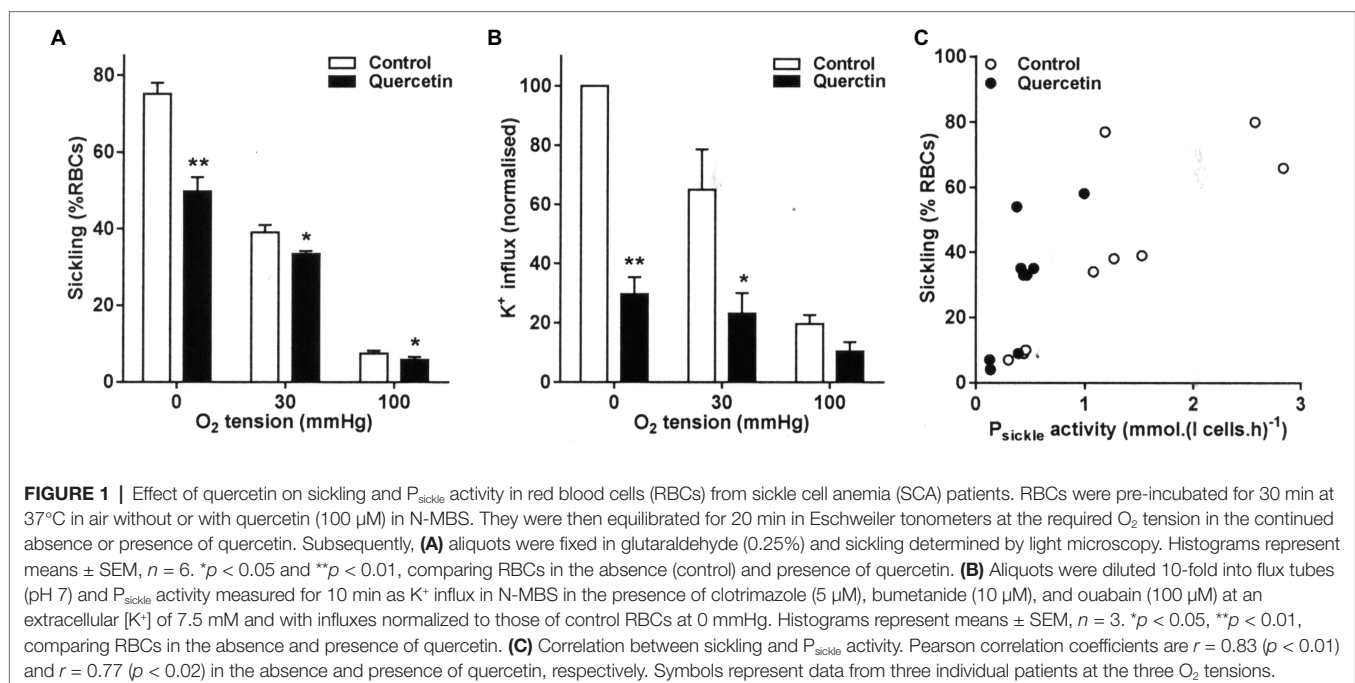 A
Control
Quercetin
Sickling (%RBCs)
80
60
40
20
0
**
*
*
0
30
100
O2 tension (mmHg)
B
Control
Querctin
K+ influx (normalised)
100
80
60
40
20
0
**
*
0
30
100
O2 tension (mmHg)
C
Control
Quercetin
Sickling (% RBCs)
100
80
60
40
20
0
0
1
2
3
Psickle activity (mmol.(l cells.h)-1)
FIGURE 1 | Effect of quercetin on sickling and Psickle activity in red blood cells (RBCs) from sickle cell anemia (SCA) patients. RBCs were pre-incubated for 30 min at
37°C in air without or with quercetin (100 µM) in N-MBS. They were then equilibrated for 20 min in Eschweiler tonometers at the required O2 tension in the continued
absence or presence of quercetin. Subsequently, (A) aliquots were fixed in glutaraldehyde (0.25%) and sickling determined by light microscopy. Histograms represent
means ± SEM, n = 6. *p < 0.05 and **p < 0.01, comparing RBCs in the absence (control) and presence of quercetin. (B) Aliquots were diluted 10-fold into flux tubes
(pH 7) and Psickle activity measured for 10 min as K+ influx in N-MBS in the presence of clotrimazole (5 µM), bumetanide (10 µM), and ouabain (100 µM) at an
extracellular [K+] of 7.5 mM and with influxes normalized to those of control RBCs at 0 mmHg. Histograms represent means ± SEM, n = 3. *p < 0.05, **p < 0.01,
comparing RBCs in the absence and presence of quercetin. (C) Correlation between sickling and Psickle activity. Pearson correlation coefficients are r = 0.83 (p < 0.01)
and r = 0.77 (p < 0.02) in the absence and presence of quercetin, respectively. Symbols represent data from three individual patients at the three O2 tensions.